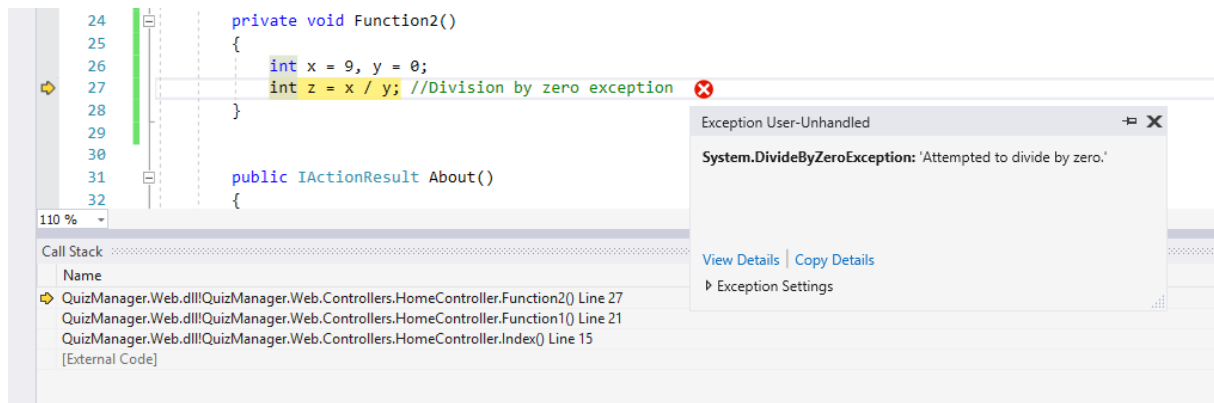 24 private void Function2()
25 {
26 int x = 9, y = 0;
27 int z = x / y; //Division by zero exception
28 }
29
30
31 public IActionResult About()
32 {
110 %
Exception User-Unhandled
System.DivideByZeroException: 'Attempted to divide by zero.'
View Details | Copy Details
Exception Settings
Call Stack
Name
QuizManager.Web.dll!QuizManager.Web.Controllers.HomeController.Function2() Line 27
QuizManager.Web.dll!QuizManager.Web.Controllers.HomeController.Function1() Line 21
QuizManager.Web.dll!QuizManager.Web.Controllers.HomeController.Index() Line 15
[External Code]